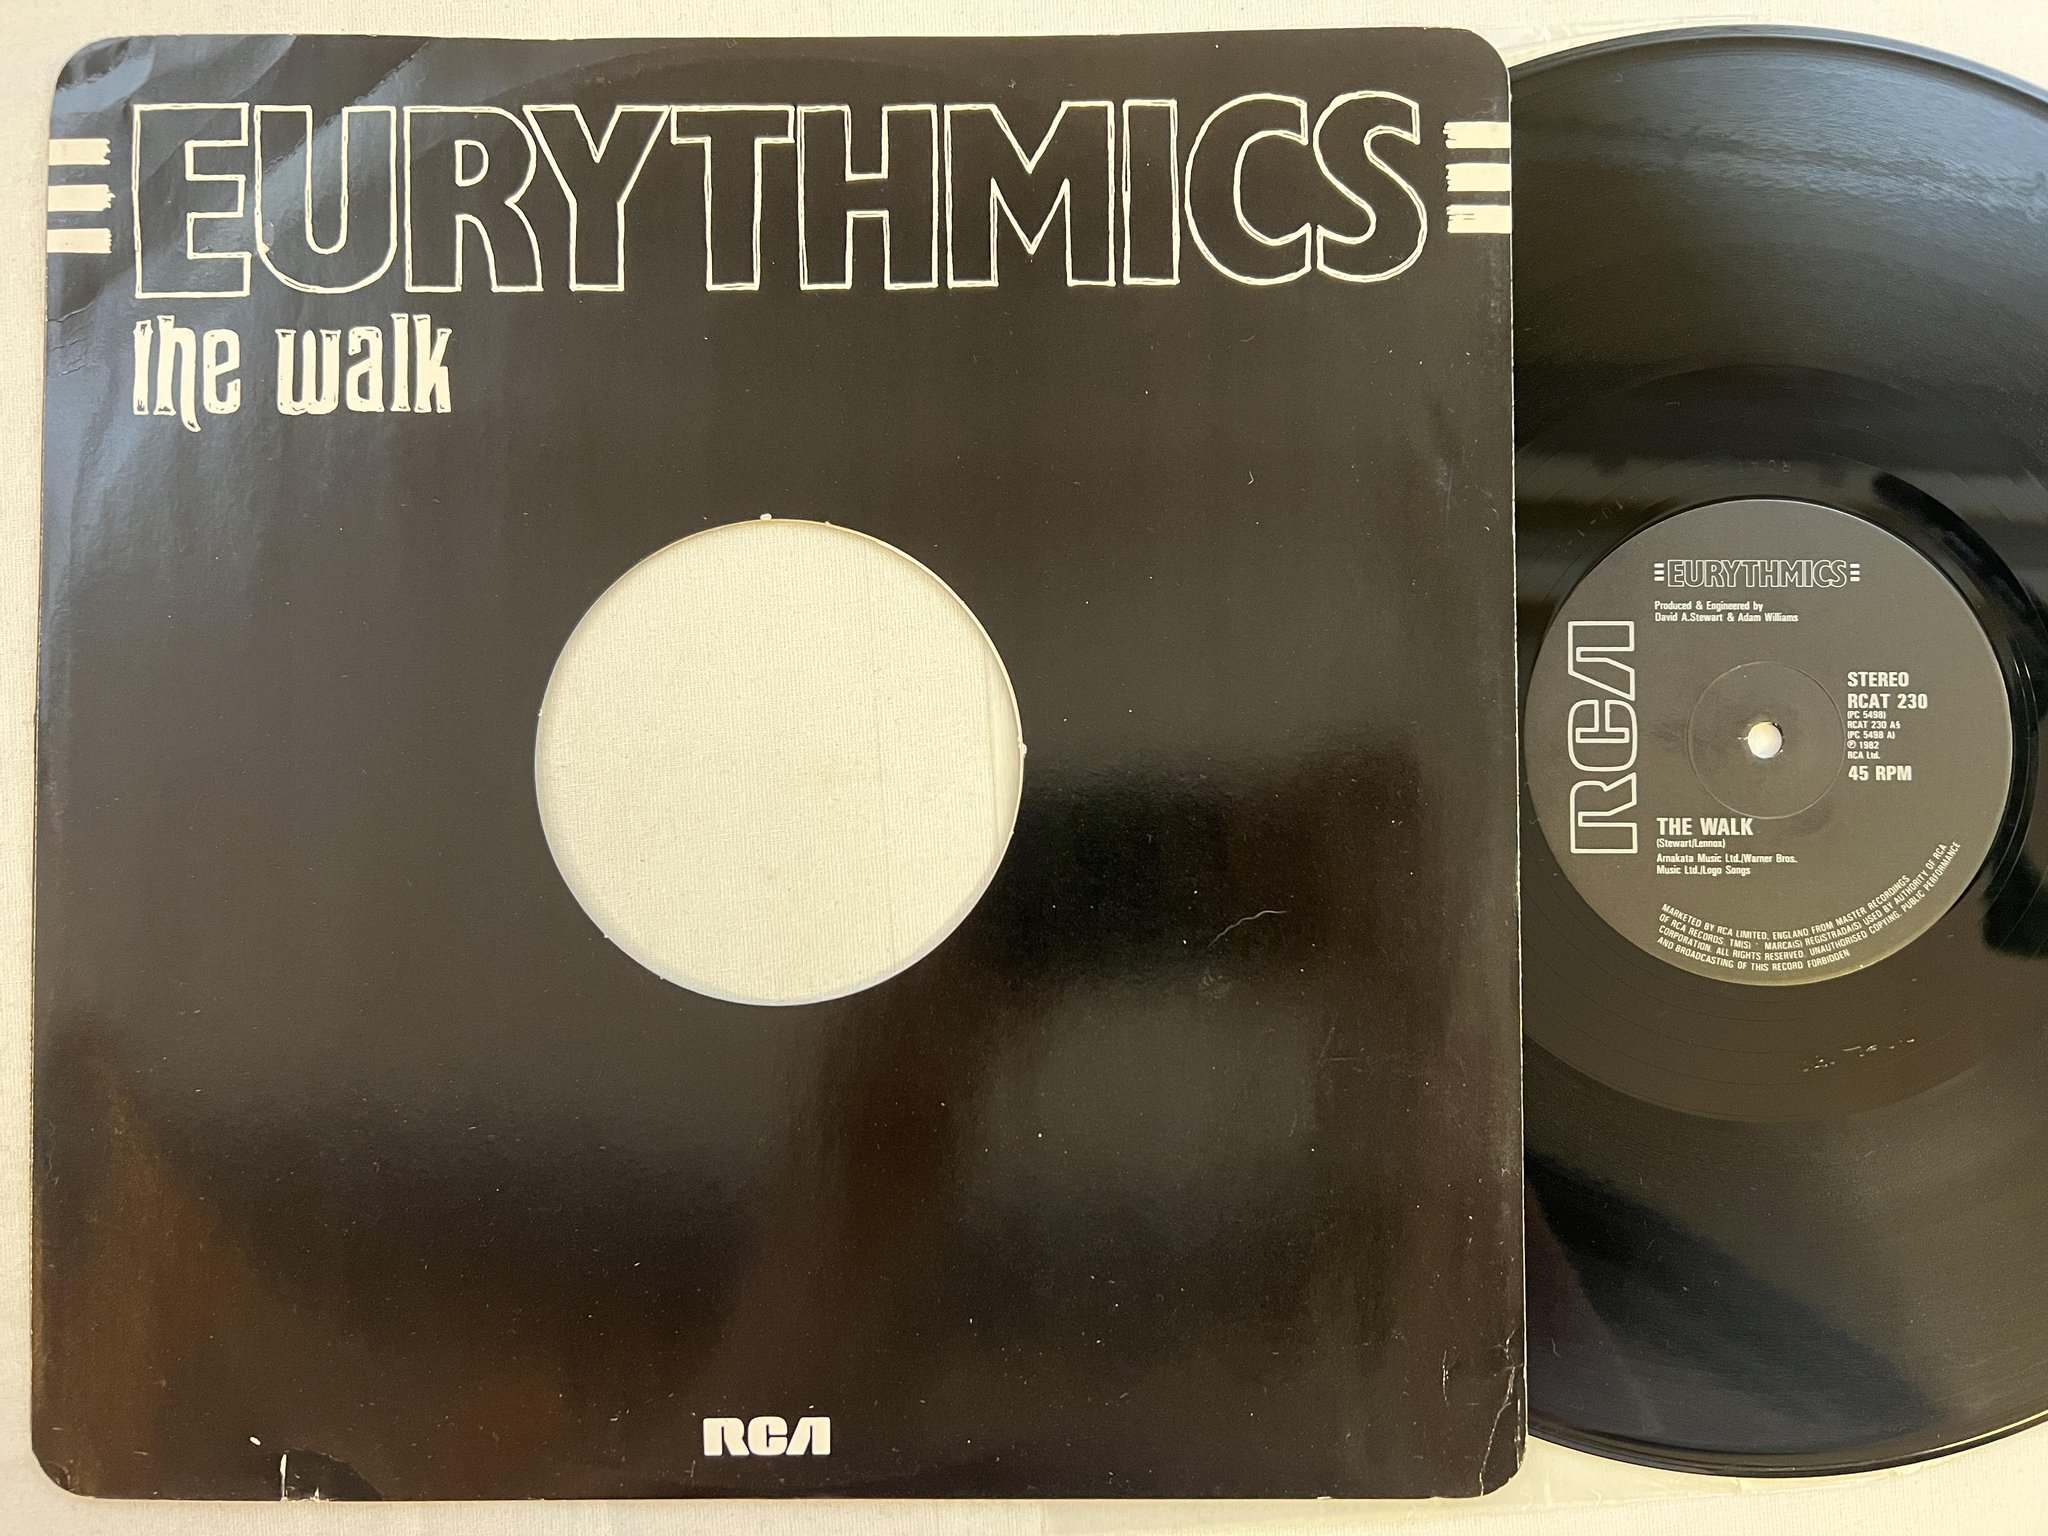 EURYTHMICS
the walk
RCA
EURYTHMICS
Produced & Engineered by
David A.Stewart & Adam Williams
RCA
STEREO
RCAT 230
(PC 5498)
RCAT 230 A§
(PC 5498 A)
℗ 1982
RCA Ltd.
45 RPM
THE WALK
(Stewart/Lennox)
Arnakata Music Ltd./Warner Bros.
Music Ltd./Logo Songs
MARKETED BY RCA LIMITED, ENGLAND FROM MASTER RECORDINGS
OF RCA RECORDS, TM(S) - MARCA(S) REGISTRADA(S) USED BY AUTHORITY OF RCA
CORPORATION. ALL RIGHTS RESERVED. UNAUTHORISED COPYING, PUBLIC PERFORMANCE
AND BROADCASTING OF THIS RECORD FORBIDDEN